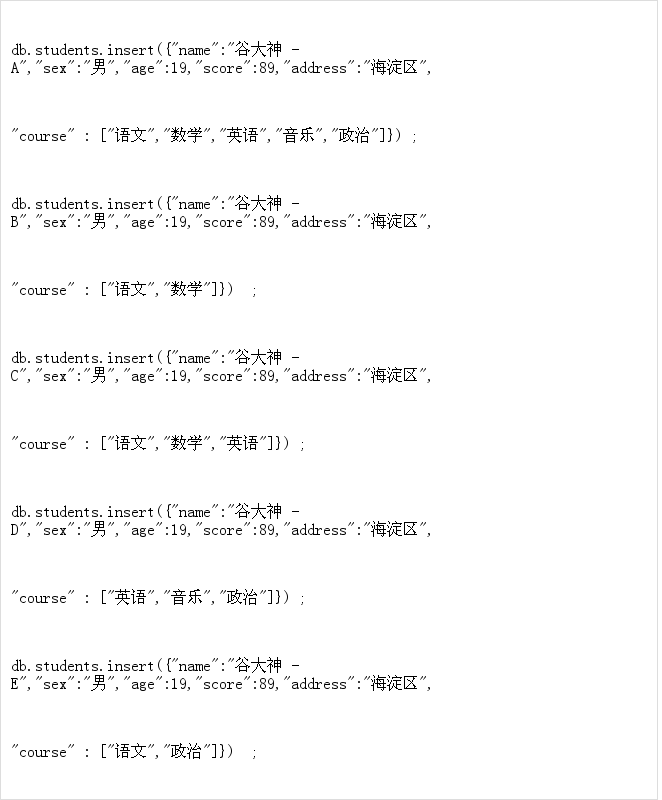 db.students.insert({"name":"谷大神 -
A","sex":"男","age":19,"score":89,"address":"海淀区",
"course" : ["语文","数学","英语","音乐","政治"]}) ;
db.students.insert({"name":"谷大神 -
B","sex":"男","age":19,"score":89,"address":"海淀区",
"course" : ["语文","数学"]})  ;
db.students.insert({"name":"谷大神 -
C","sex":"男","age":19,"score":89,"address":"海淀区",
"course" : ["语文","数学","英语"]}) ;
db.students.insert({"name":"谷大神 -
D","sex":"男","age":19,"score":89,"address":"海淀区",
"course" : ["英语","音乐","政治"]}) ;
db.students.insert({"name":"谷大神 -
E","sex":"男","age":19,"score":89,"address":"海淀区",
"course" : ["语文","政治"]})  ;